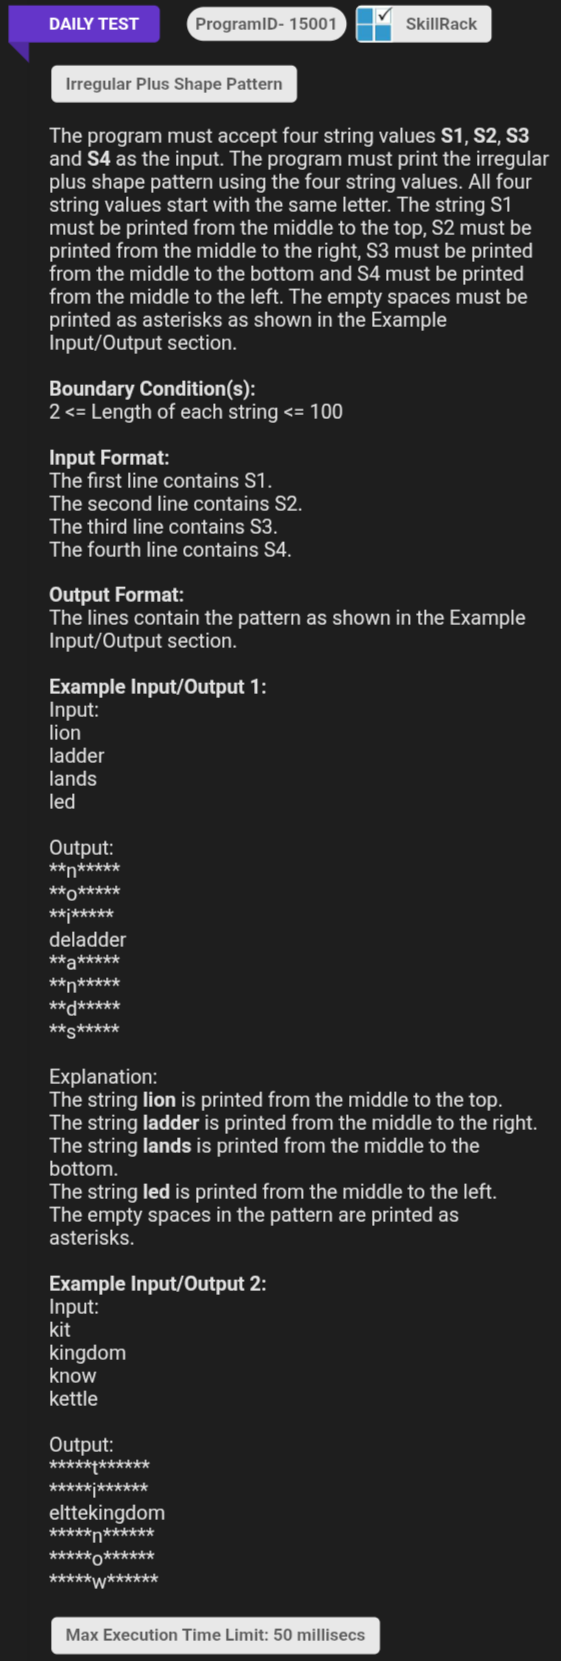 DAILY TEST
ProgramID- 15001
SkillRack
Irregular Plus Shape Pattern
The program must accept four string values S1, S2, S3
and S4 as the input. The program must print the irregular
plus shape pattern using the four string values. All four
string values start with the same letter. The string S1
must be printed from the middle to the top, S2 must be
printed from the middle to the right, S3 must be printed
from the middle to the bottom and S4 must be printed
from the middle to the left. The empty spaces must be
printed as asterisks as shown in the Example
Input/Output section.
Boundary Condition(s):
2 <= Length of each string <= 100
Input Format:
The first line contains S1.
The second line contains S2.
The third line contains S3.
The fourth line contains S4.
Output Format:
The lines contain the pattern as shown in the Example
Input/Output section.
Example Input/Output 1:
Input:
lion
ladder
lands
led
Output:
**n*****
**o*****
**i*****
deladder
**a*****
**n*****
**d*****
**s*****
Explanation:
The string lion is printed from the middle to the top.
The string ladder is printed from the middle to the right.
The string lands is printed from the middle to the
bottom.
The string led is printed from the middle to the left.
The empty spaces in the pattern are printed as
asterisks.
Example Input/Output 2:
Input:
kit
kingdom
know
kettle
Output:
*****t******
*****i******
elttekingdom
*****n******
*****o******
*****w******
Max Execution Time Limit: 50 millisecs